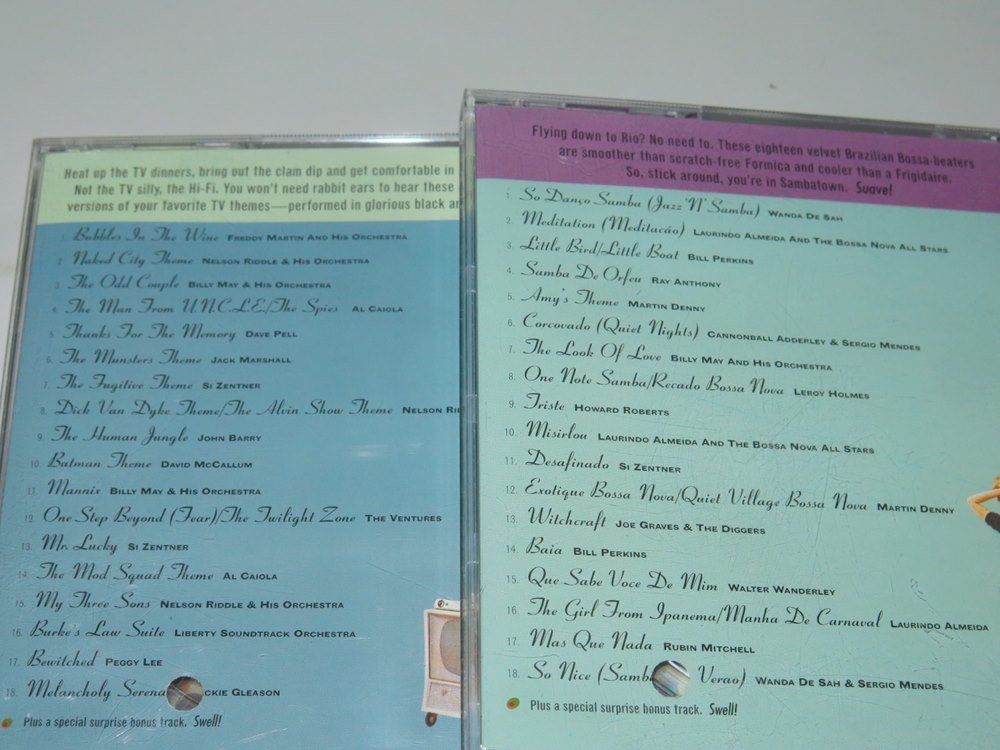 Heat up the TV dinners, bring out the clam dip and get comfortable in
Not the TV silly, the Hi-Fi. You won't need rabbit ears to hear these
versions of your favorite TV themes—performed in glorious black an
1. Bubbles In The Wine FREDDY MARTIN AND HIS ORCHESTRA
2. Naked City Theme NELSON RIDDLE & HIS ORCHESTRA
3. The Odd Couple BILLY MAY & HIS ORCHESTRA
4. The Man From U.N.C.L.E./The Spies AL CAIOLA
5. Thanks For The Memory DAVE PELL
6. The Munsters Theme JACK MARSHALL
7. The Fugitive Theme SI ZENTNER
8. Dick Van Dyke Theme/The Alvin Show Theme NELSON RID
9. The Human Jungle JOHN BARRY
10. Batman Theme DAVID MCCALLUM
11. Mannix BILLY MAY & HIS ORCHESTRA
12. One Step Beyond (Fear)/The Twilight Zone THE VENTURES
13. Mr. Lucky SI ZENTNER
14. The Mod Squad Theme AL CAIOLA
15. My Three Sons NELSON RIDDLE & HIS ORCHESTRA
16. Burke's Law Suite LIBERTY SOUNDTRACK ORCHESTRA
17. Bewitched PEGGY LEE
18. Melancholy Serena CKIE GLEASON
Plus a special surprise bonus track. Swell!
Flying down to Rio? No need to. These eighteen velvet Brazilian Bossa-beaters
are smoother than scratch-free Formica and cooler than a Frigidaire.
So, stick around, you're in Sambatown. Suave!
1. So Danço Samba (Jazz 'N' Samba) WANDA DE SAH
2. Meditation (Meditacáo) LAURINDO ALMEIDA AND THE BOSSA NOVA ALL STARS
3. Little Bird/Little Boat BILL PERKINS
4. Samba De Orfeu RAY ANTHONY
5. Amy's Theme MARTIN DENNY
6. Corcovado (Quiet Nights) CANNONBALL ADDERLEY & SERGIO MENDES
7. The Look Of Love BILLY MAY AND HIS ORCHESTRA
8. One Note Samba/Recado Bossa Nova LEROY HOLMES
9. Triste HOWARD ROBERTS
10. Misirlou LAURINDO ALMEIDA AND THE BOSSA NOVA ALL STARS
11. Desafinado SI ZENTNER
12. Exotique Bossa Nova/Quiet Village Bossa Nova MARTIN DENNY
13. Witchcraft JOE GRAVES & THE DIGGERS
14. Baia BILL PERKINS
15. Que Sabe Voce De Mim WALTER WANDERLEY
16. The Girl From Ipanema/Manha De Carnaval LAURINDO ALMEIDA
17. Mas Que Nada RUBIN MITCHELL
18. So Nice (Samb Verao) WANDA DE SAH & SERGIO MENDES
Plus a special surprise bonus track. Swell!